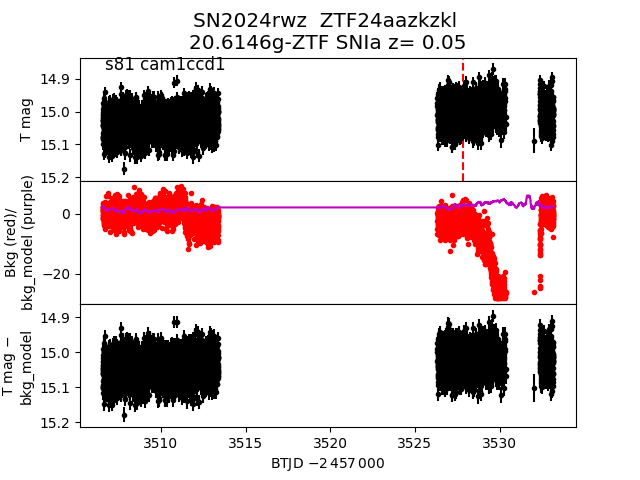 SN2024rwz ZTF24aazkzkl
20.6146g-ZTF SNIa z= 0.05
s81 cam1ccd1
T mag
14.9
15.0
15.1
15.2
Bkg (red)/
bkg_model (purple)
0
−20
T mag −
bkg_model
14.9
15.0
15.1
15.2
3510 3515 3520 3525 3530
BTJD −2 457 000